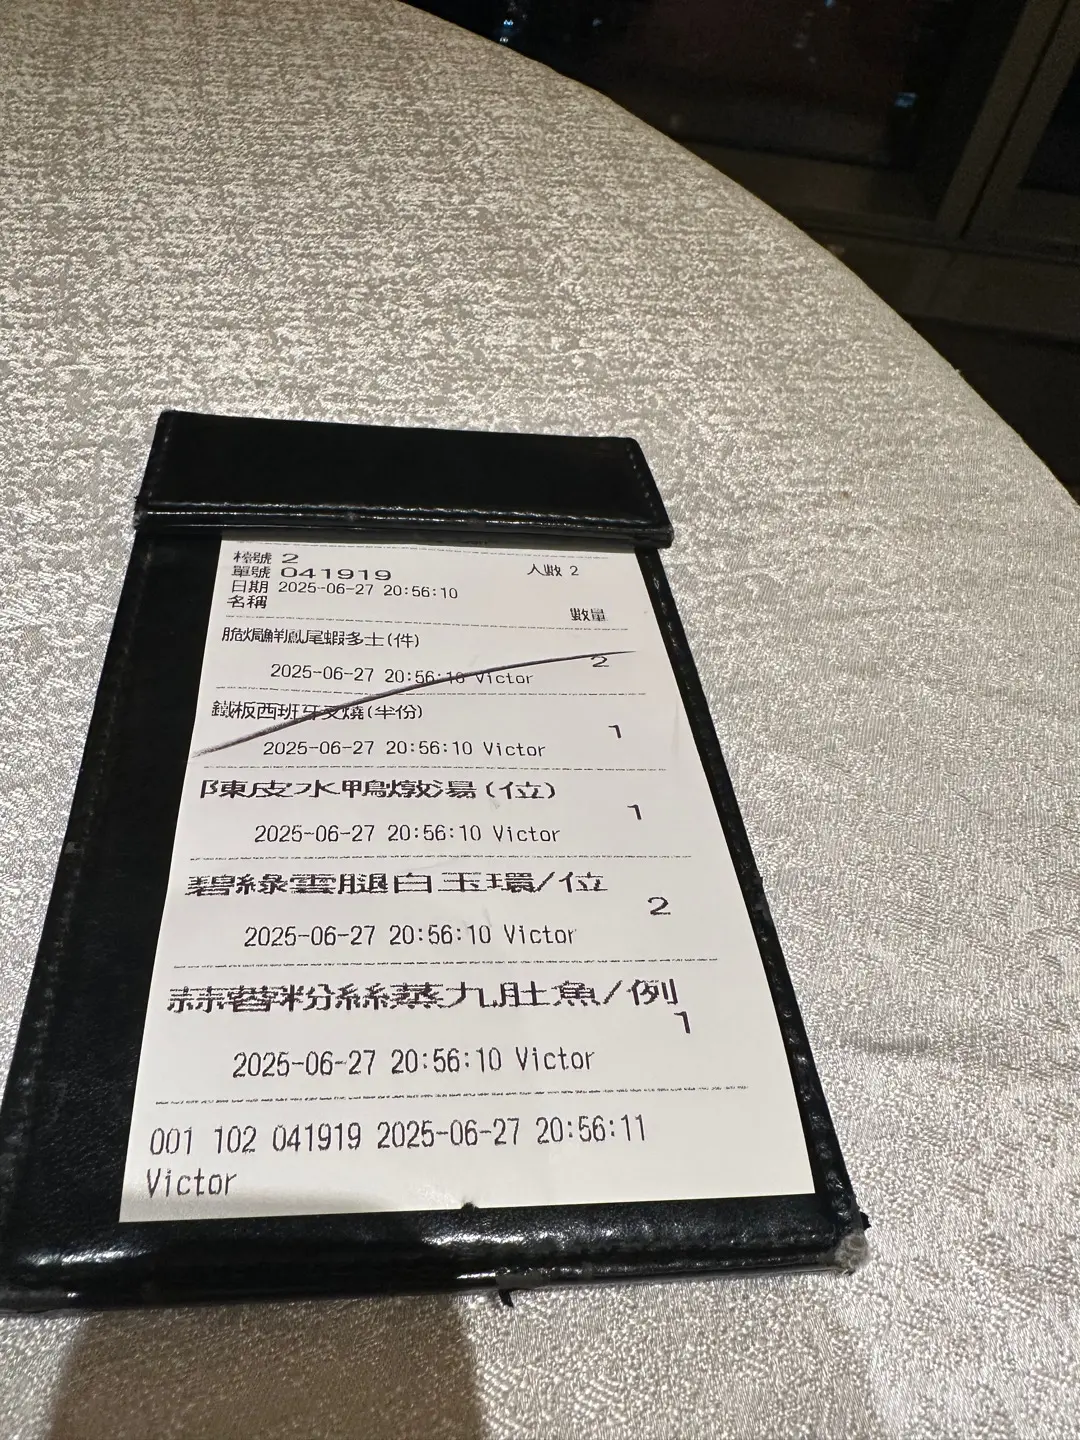 檯號 2 人數 2
單號 041919
日期 2025-06-27 20:56:10
名稱 數量
脆焗鮮鳳尾蝦多士(件)
2
2025-06-27 20:56:10 Victor
鐵板西班牙叉燒(半份)
1
2025-06-27 20:56:10 Victor
陳皮水鴨燉湯(位)
1
2025-06-27 20:56:10 Victor
碧綠雲腿白玉環/位
2
2025-06-27 20:56:10 Victor
蒜蓉粉絲蒸九肚魚/例
1
2025-06-27 20:56:10 Victor
001 102 041919 2025-06-27 20:56:11
Victor